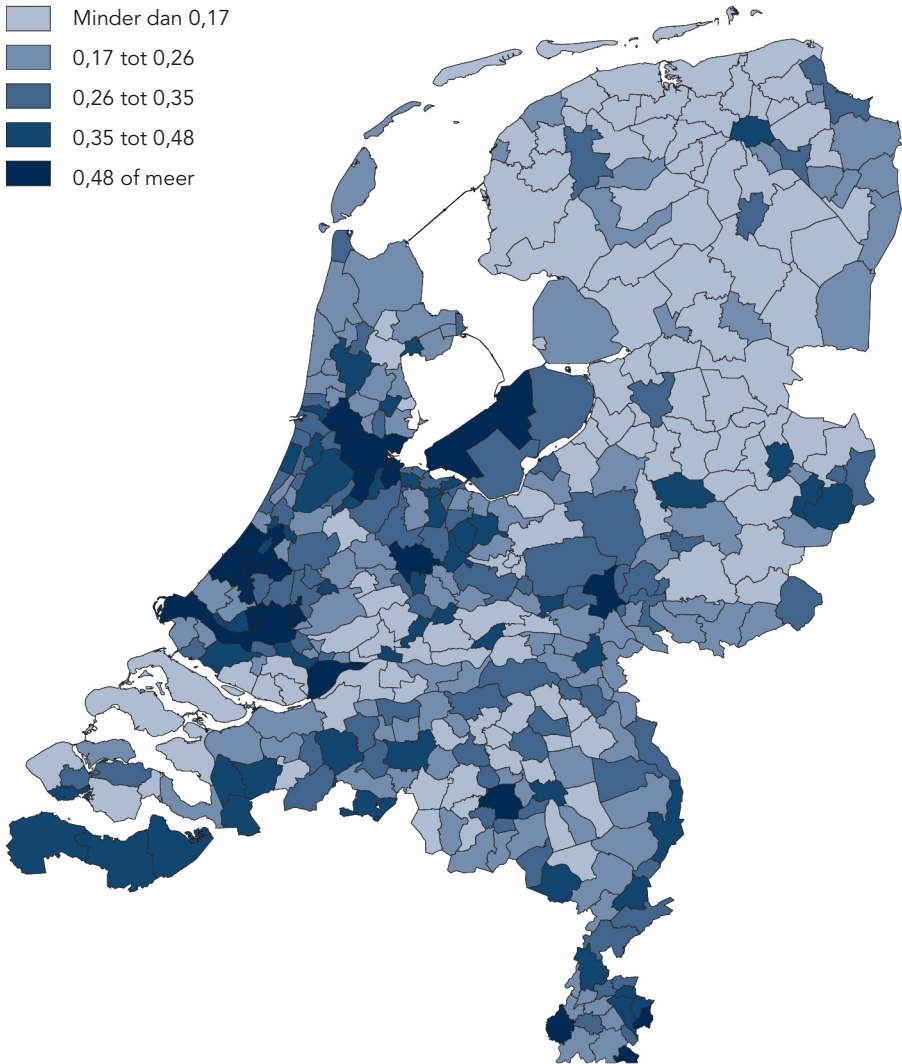 Minder dan 0,17
0,17 tot 0,26
0,26 tot 0,35
0,35 tot 0,48
0,48 of meer